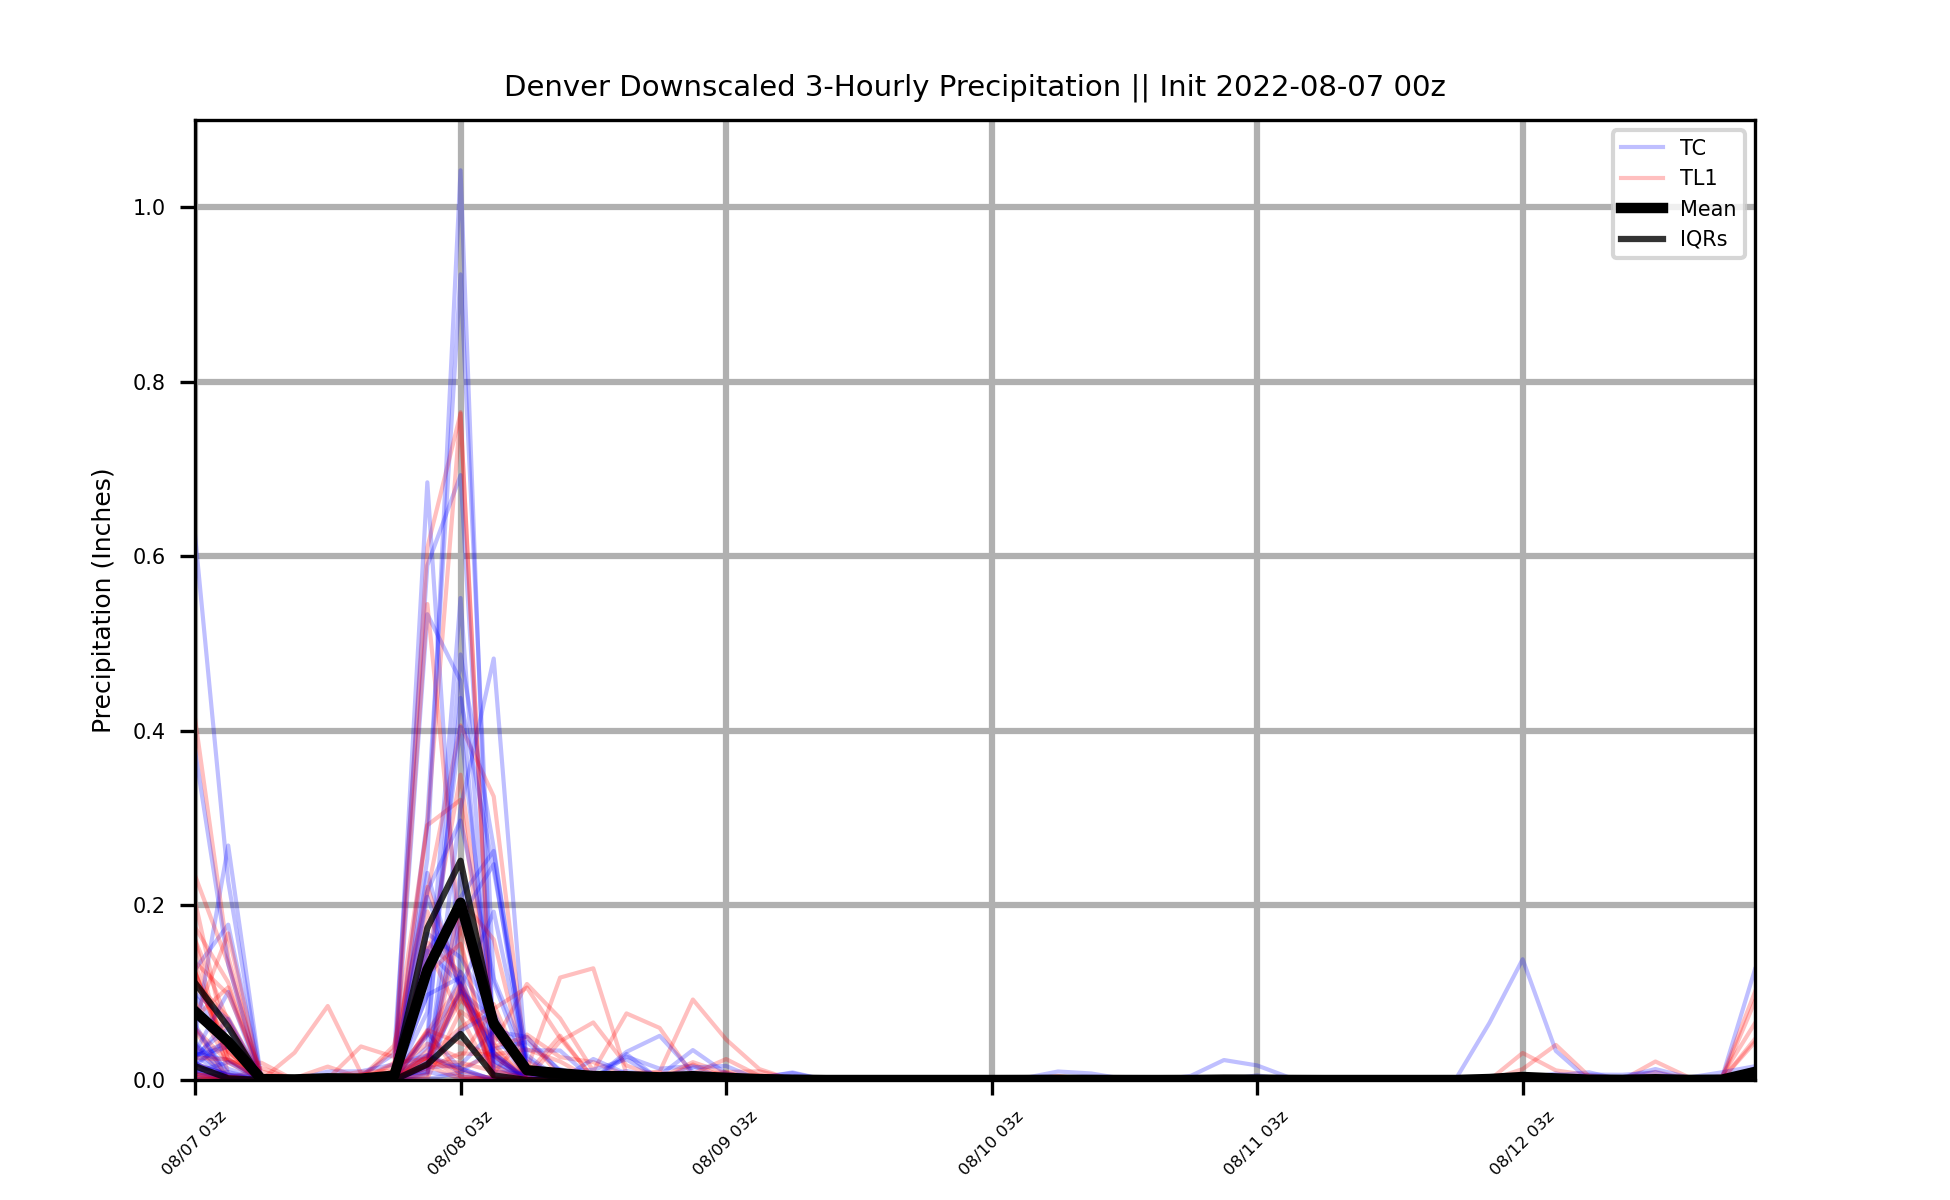 Denver Downscaled 3-Hourly Precipitation || Init 2022-08-07 00z
TC
TL1
Mean
IQRs
Precipitation (Inches)
1.0
0.8
0.6
0.4
0.2
0.0
08/07 03z
08/08 03z
08/09 03z
08/10 03z
08/11 03z
08/12 03z